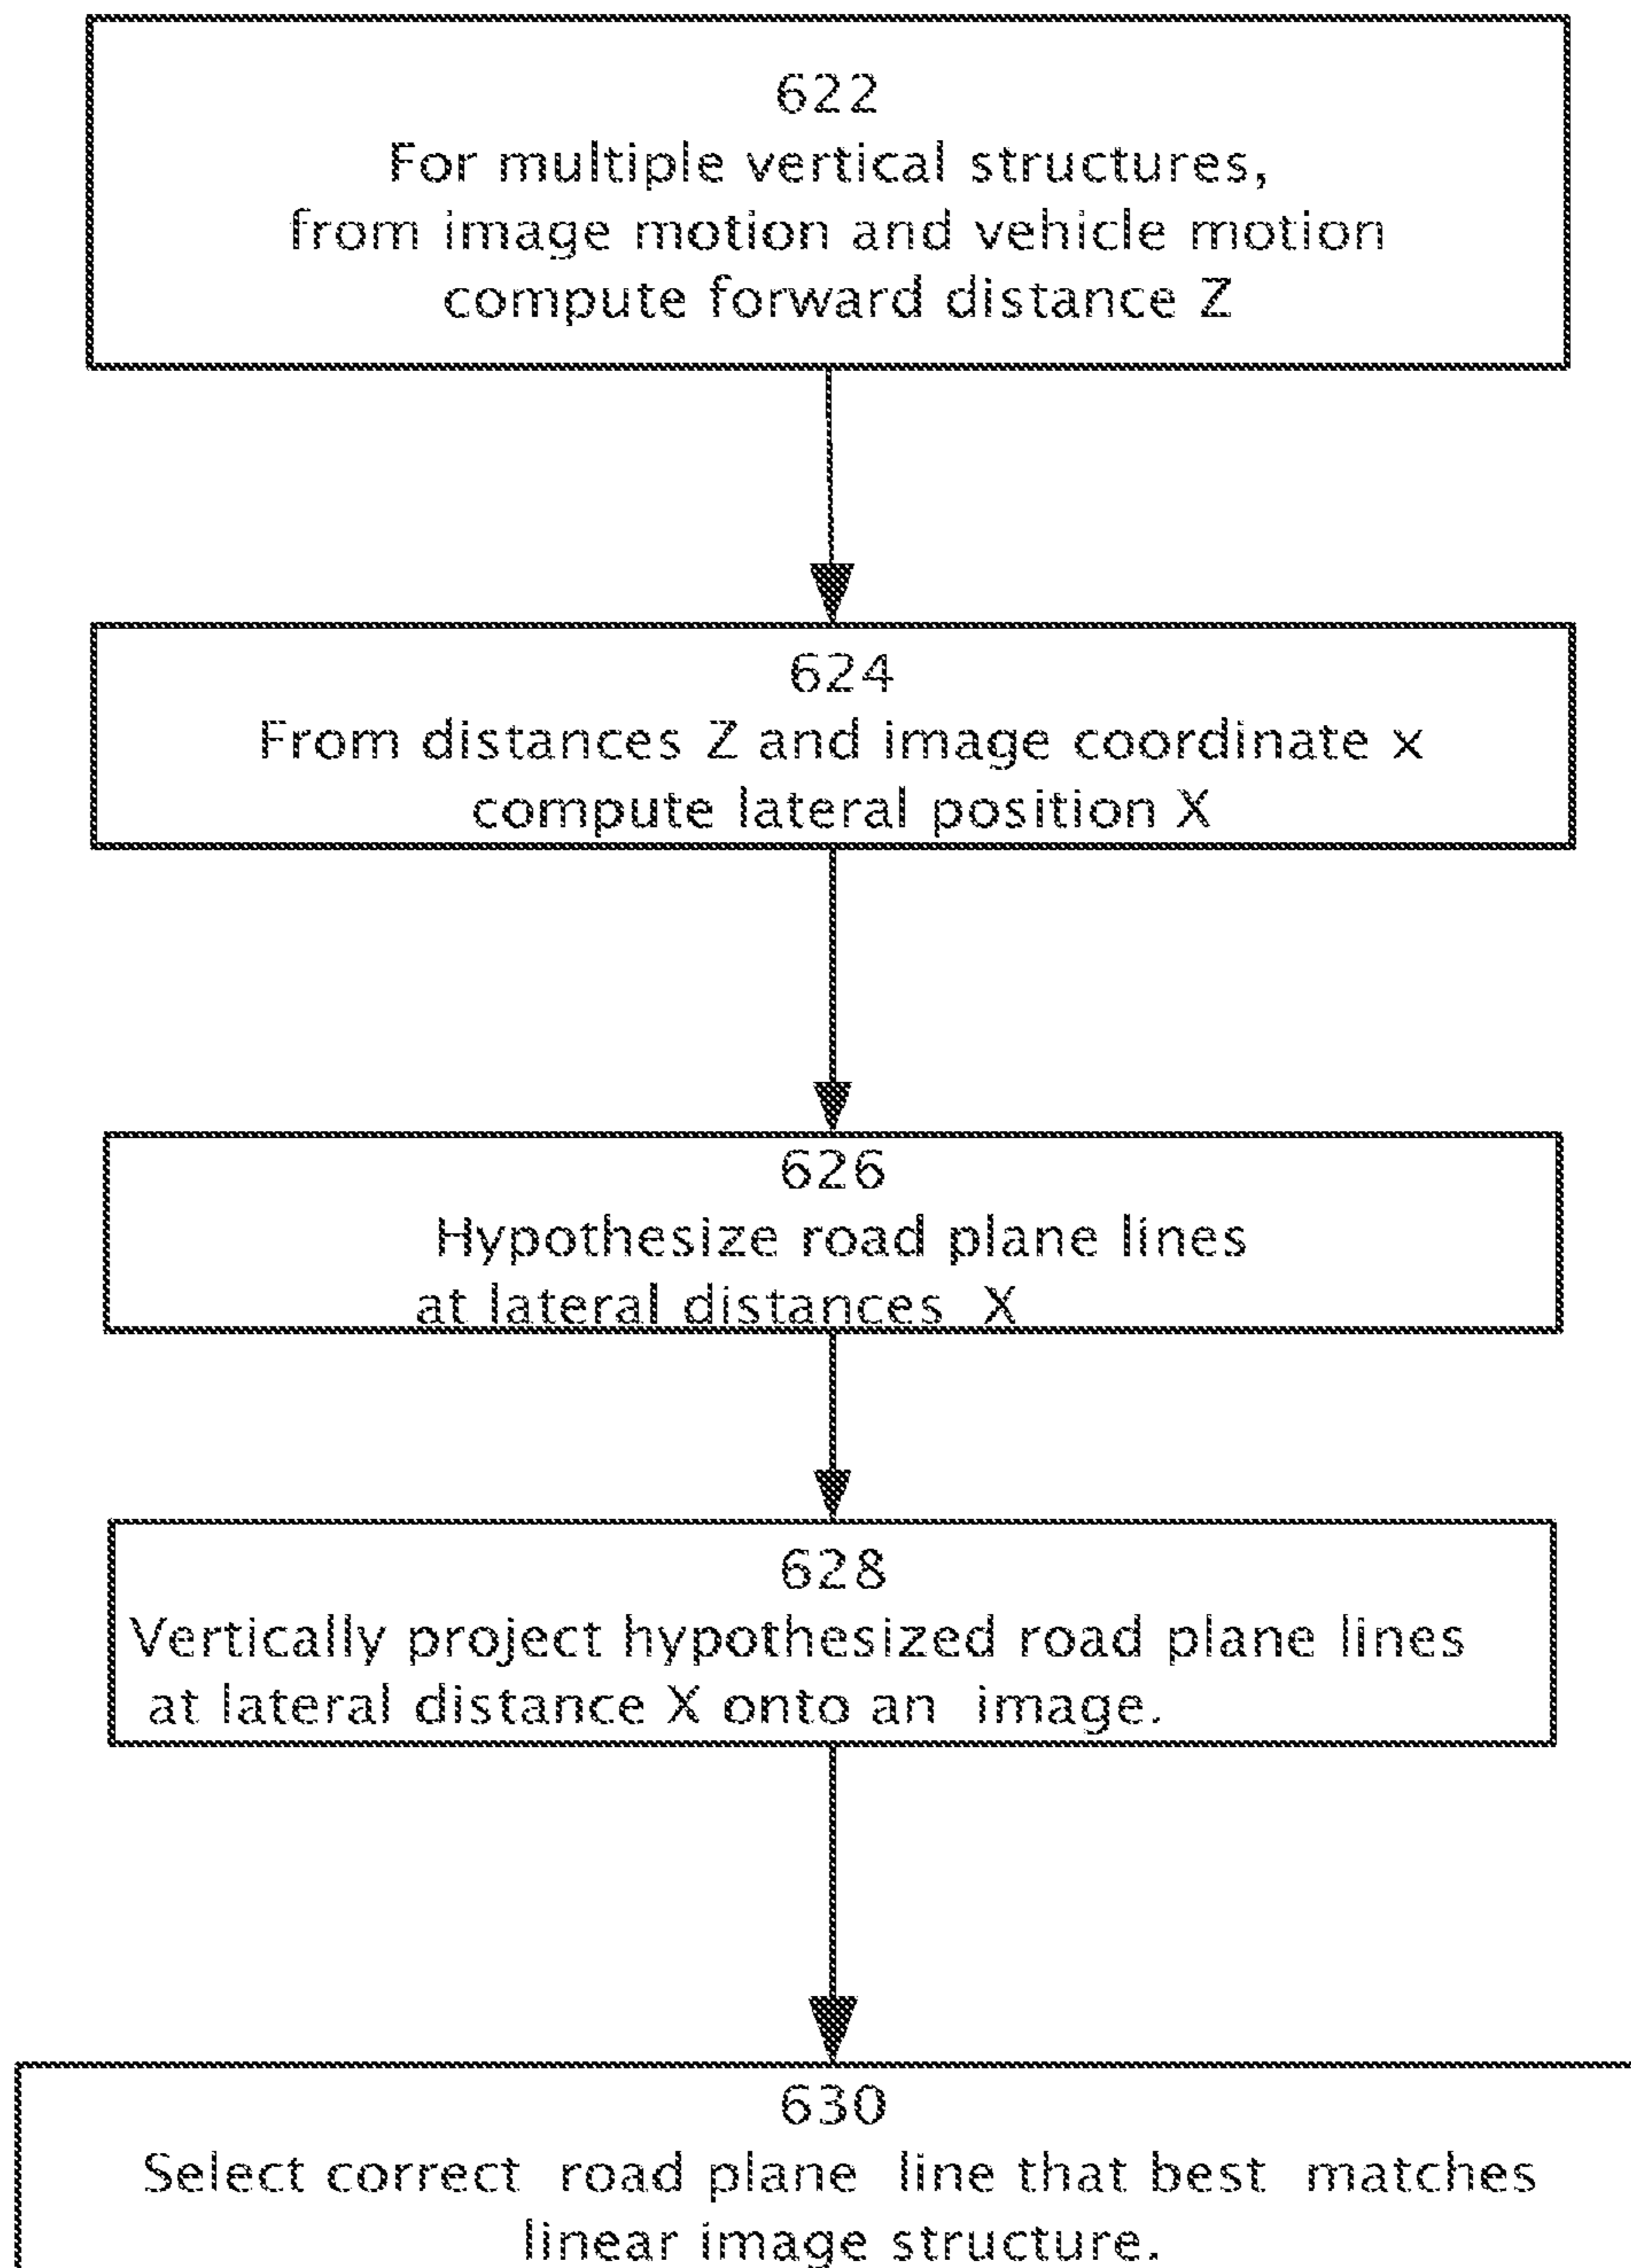 622
For multiple vertical structures,
from image motion and vehicle motion
compute forward distance Z
624
From distances Z and image coordinate x
compute lateral position X
626
Hypothesize road plane lines
at lateral distances X
628
Vertically project hypothesized road plane lines
at lateral distance X onto an image.
630
Select correct road plane line that best matches
linear image structure.